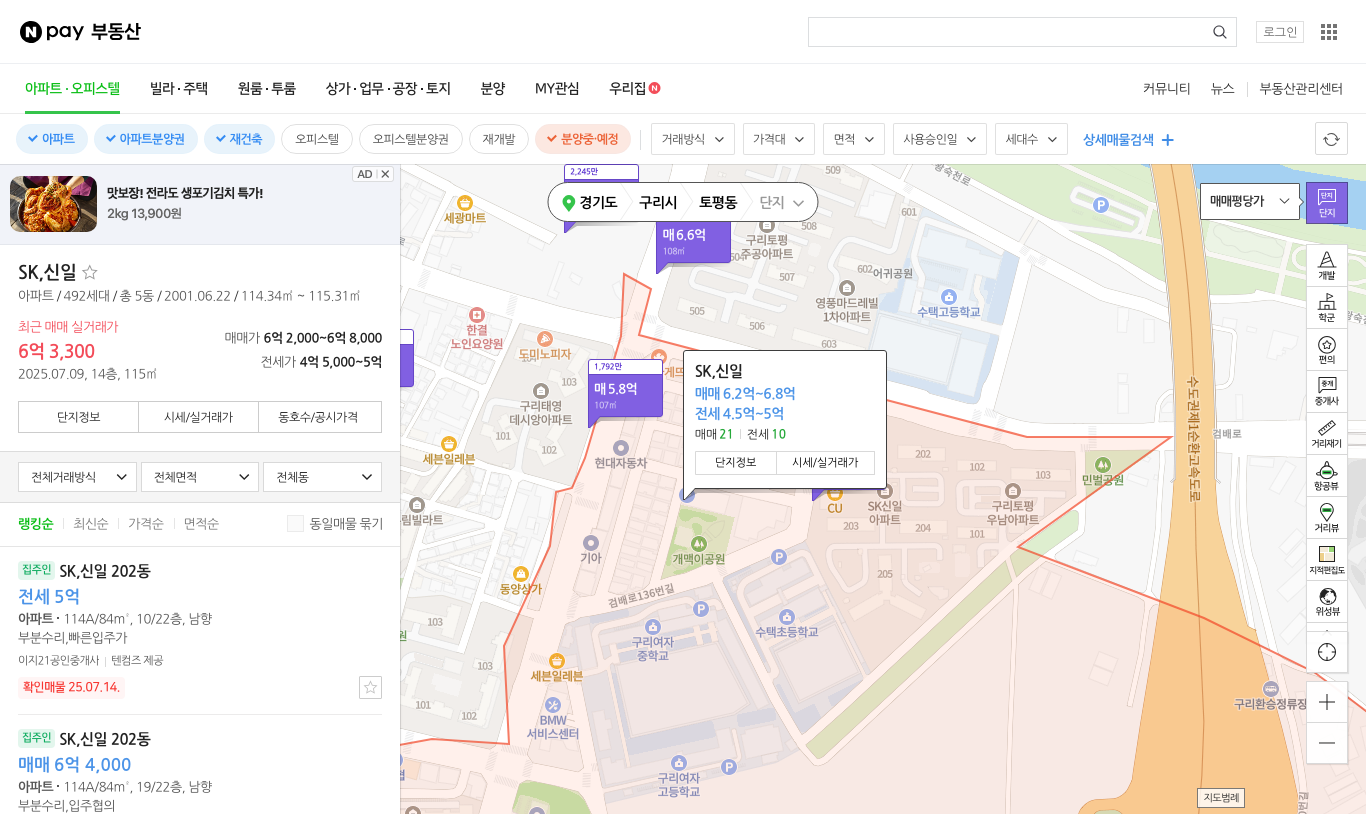 N pay 부동산
로그인
아파트·오피스텔 빌라·주택 원룸·투룸 상가·업무·공장·토지 분양 MY관심 우리집 N
커뮤니티 뉴스 부동산관리센터
아파트 아파트분양권 재건축 오피스텔 오피스텔분양권 재개발 분양중·예정 거래방식 가격대 면적 사용승인일 세대수 상세매물검색
AD
맛보장! 전라도 생포기김치 특가!
2kg 13,900원
SK,신일
아파트 / 492세대 / 총 5동 / 2001.06.22 / 114.34㎡ ~ 115.31㎡
최근 매매 실거래가
6억 3,300
2025.07.09, 14층, 115㎡
매매가 6억 2,000~6억 8,000
전세가 4억 5,000~5억
단지정보 시세/실거래가 동호수/공시가격
전체거래방식 전체면적 전체동
랭킹순 최신순 가격순 면적순 동일매물 묶기
집주인 SK,신일 202동
전세 5억
아파트 · 114A/84m², 10/22층, 남향
부분수리,빠른입주가
이지21공인중개사 텐컴즈 제공
확인매물 25.07.14.
집주인 SK,신일 202동
매매 6억 4,000
아파트 · 114A/84m², 19/22층, 남향
부분수리,입주협의
2,245만
경기도 구리시 토평동 단지
매 6.6억
108㎡
세광마트
구리토평
주공아파트
504
508
507
505
506
601
602
603
어귀공원
왕숙천로
P
영풍마드레빌
1차아파트
수택고등학교
한결
노인요양원
도미노피자
1,792만
매 5.8억
107㎡
구리태영
데시앙아파트
103
101
102
세븐일레븐
현대자동차
림빌라트
SK,신일
매매 6.2억~6.8억
전세 4.5억~5억
매매 21 전세 10
단지정보 시세/실거래가
CU
SK신일
아파트
202
103
203
204
102
101
205
구리토평
우남아파트
민벌공원
검배로
수도권제1순환고속도로
기아
개맥이공원
동양상가
검배로136번길
P
P
구리여자
중학교
수택초등학교
103
103
101
102
세븐일레븐
BMW
서비스센터
구리여자
고등학교
P
구리환승정류장
매매평당가
단지
단지
개발
학군
편의
중개
중개사
거리재기
항공뷰
거리뷰
지적편집도
위성뷰
지도범례